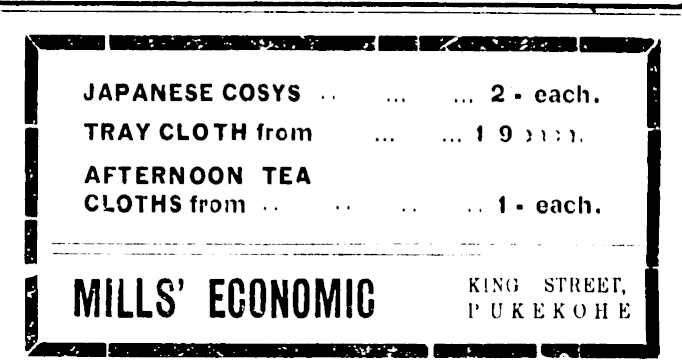 JAPANESE COSYS .. ... ... 2 - each.
TRAY CLOTH from ... ... 1 9
AFTERNOON TEA
CLOTHS from .. .. .. .. 1 - each.
MILLS' ECONOMIC
KING STREET,
PUKEKOHE